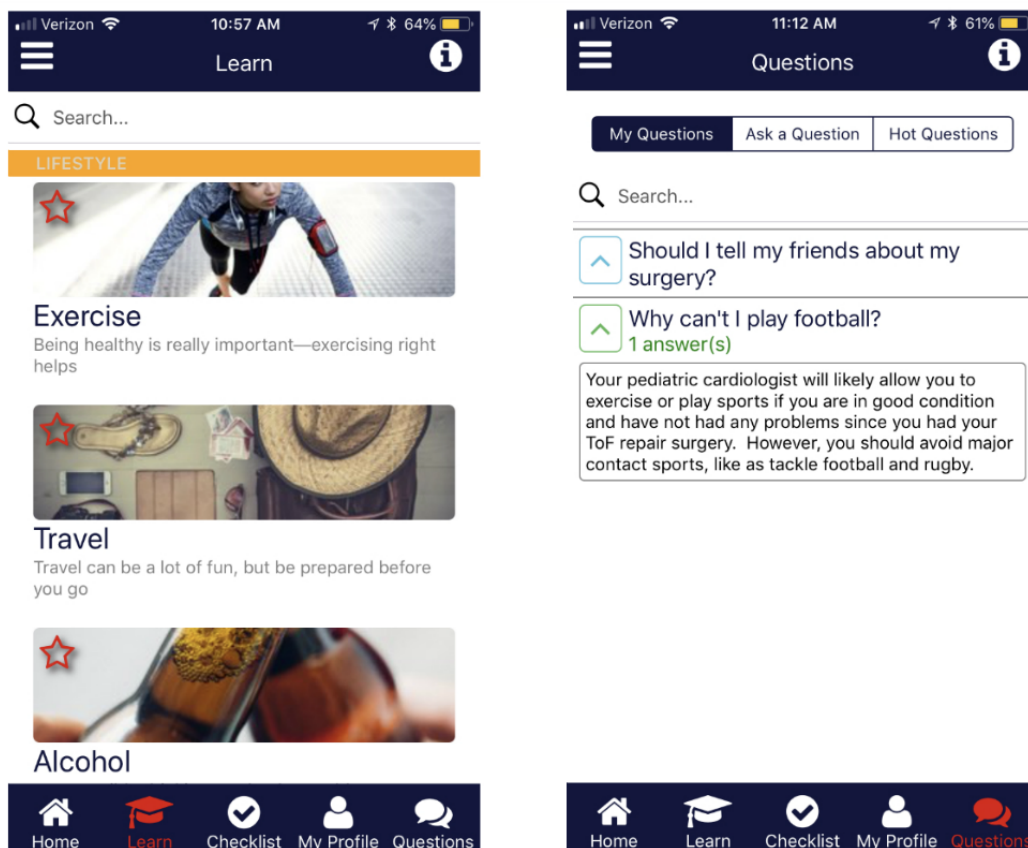 Verizon 10:57 AM 64%
Learn
Search...
LIFESTYLE
Exercise
Being healthy is really important—exercising right
helps
Travel
Travel can be a lot of fun, but be prepared before
you go
Alcohol
Home Learn Checklist My Profile Questions
Verizon 11:12 AM 61%
Questions
My Questions Ask a Question Hot Questions
Search...
Should I tell my friends about my
surgery?
Why can't I play football?
1 answer(s)
Your pediatric cardiologist will likely allow you to
exercise or play sports if you are in good condition
and have not had any problems since you had your
ToF repair surgery. However, you should avoid major
contact sports, like as tackle football and rugby.
Home Learn Checklist My Profile Questions